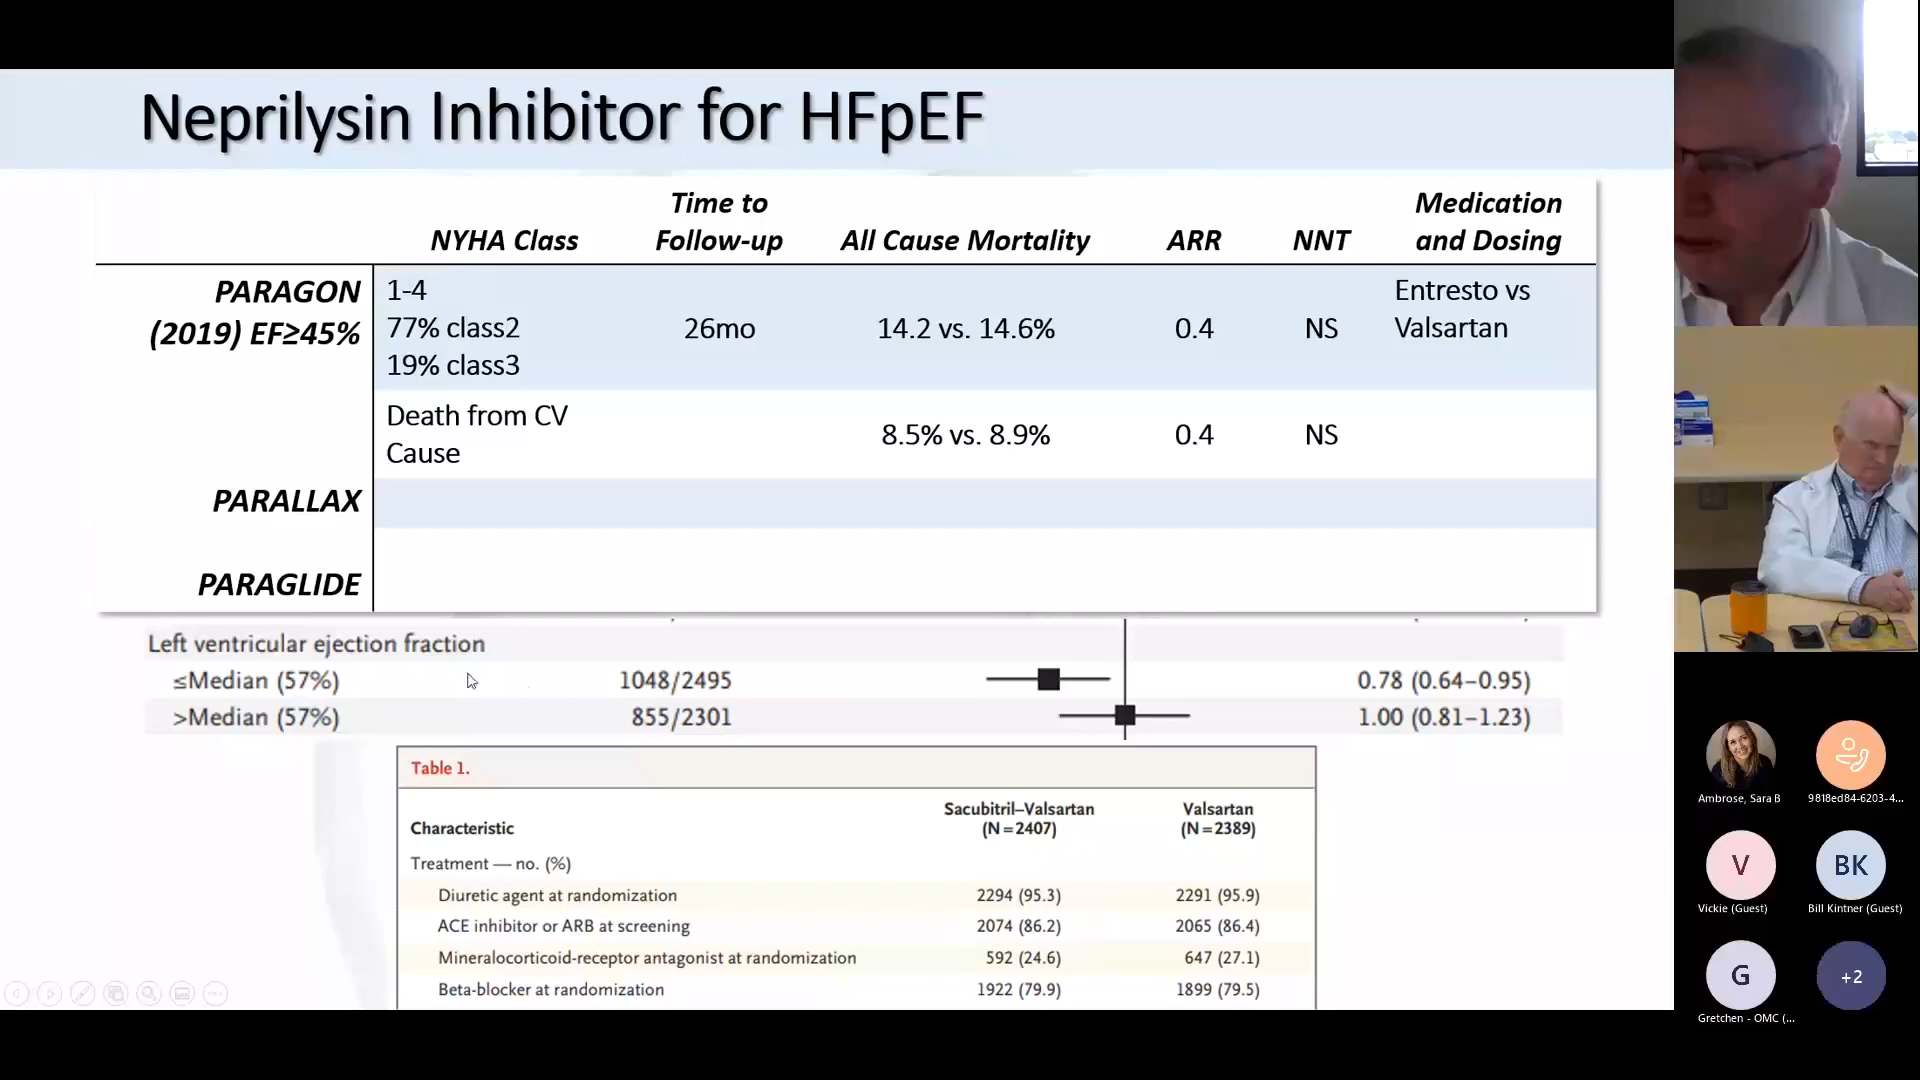 Neprilysin Inhibitor for HFpEF
NYHA Class
Time to
Follow-up
All Cause Mortality
ARR
NNT
Medication
and Dosing
PARAGON
(2019) EF≥45%
1-4
77% class2
19% class3
26mo
14.2 vs. 14.6%
0.4
NS
Entresto vs
Valsartan
Death from CV
Cause
8.5% vs. 8.9%
0.4
NS
PARALLAX
PARAGLIDE
Left ventricular ejection fraction
≤Median (57%) 1048/2495 0.78 (0.64–0.95)
>Median (57%) 855/2301 1.00 (0.81–1.23)
Table 1.
Characteristic
Sacubitril–Valsartan
(N=2407)
Valsartan
(N=2389)
Treatment — no. (%)
Diuretic agent at randomization 2294 (95.3) 2291 (95.9)
ACE inhibitor or ARB at screening 2074 (86.2) 2065 (86.4)
Mineralocorticoid-receptor antagonist at randomization 592 (24.6) 647 (27.1)
Beta-blocker at randomization 1922 (79.9) 1899 (79.5)
Ambrose, Sara B
9818ed84-6203-4...
V
Vickie (Guest)
BK
Bill Kintner (Guest)
G
Gretchen - OMC (...
+2